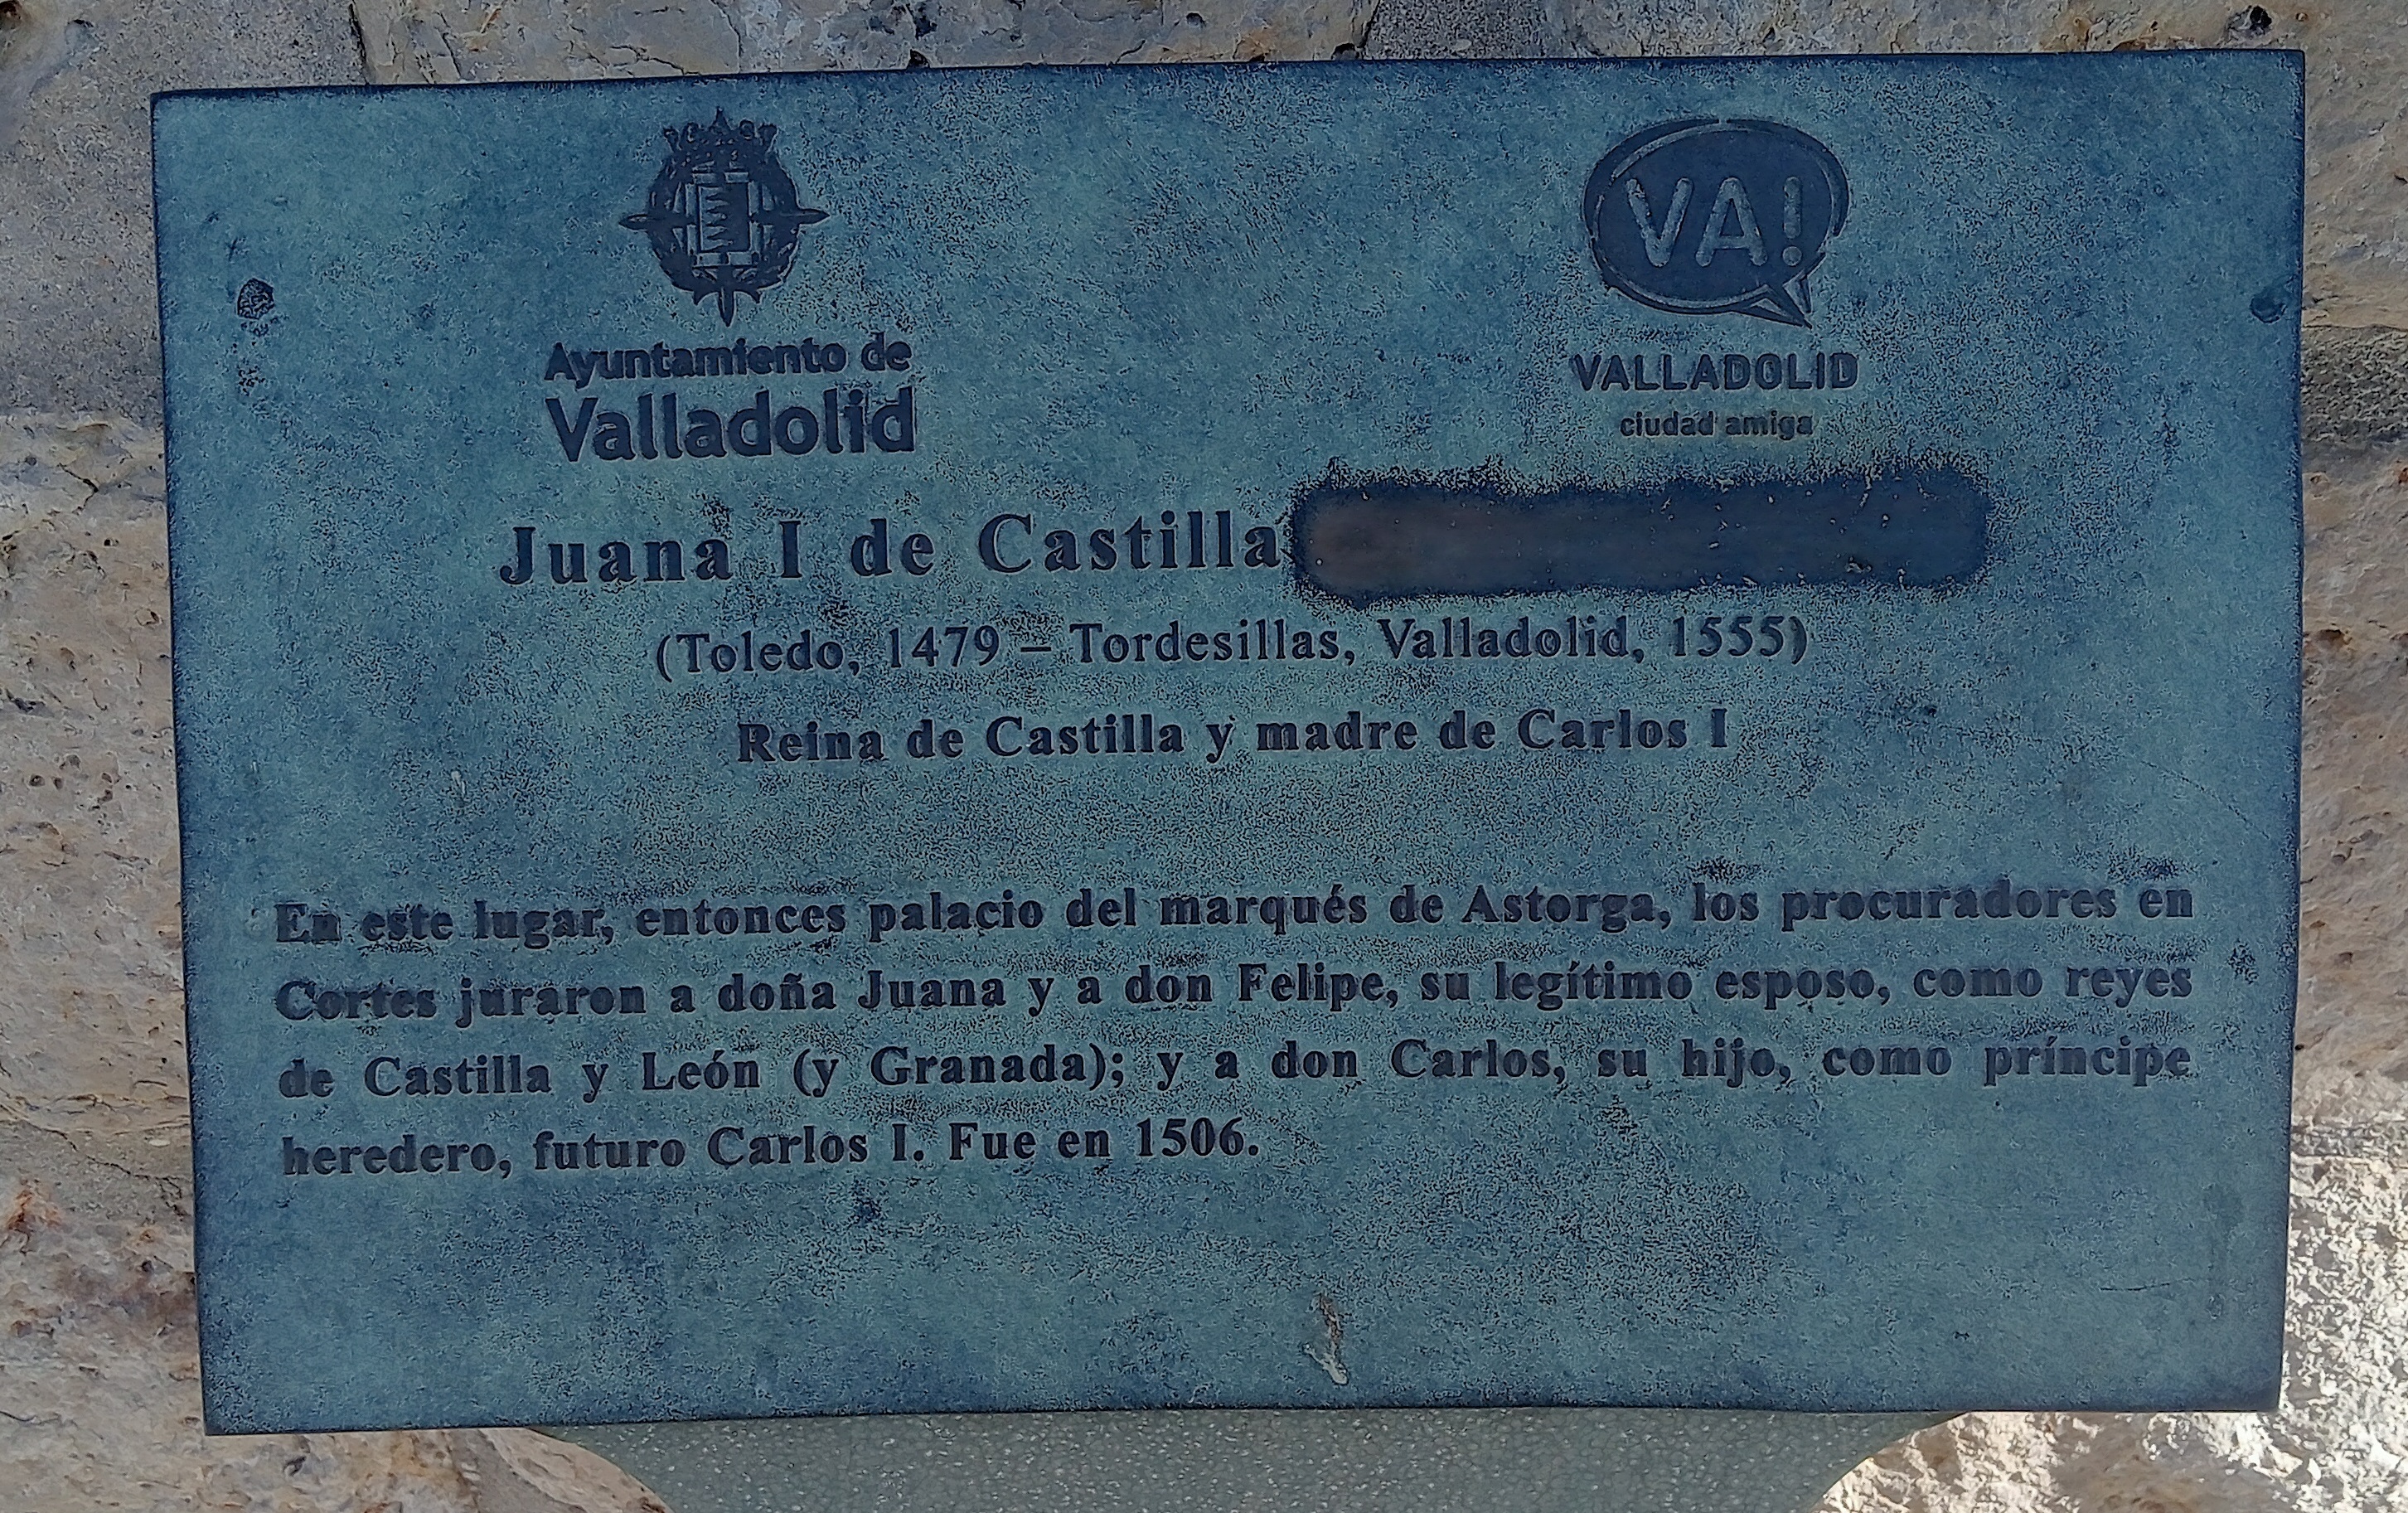 Ayuntamiento de
Valladolid
VA!
VALLADOLID
ciudad amiga
Juana I de Castilla
(Toledo, 1479 – Tordesillas, Valladolid, 1555)
Reina de Castilla y madre de Carlos I
En este lugar, entonces palacio del marqués de Astorga, los procuradores en
Cortes juraron a doña Juana y a don Felipe, su legítimo esposo, como reyes
de Castilla y León (y Granada); y a don Carlos, su hijo, como príncipe
heredero, futuro Carlos I. Fue en 1506.